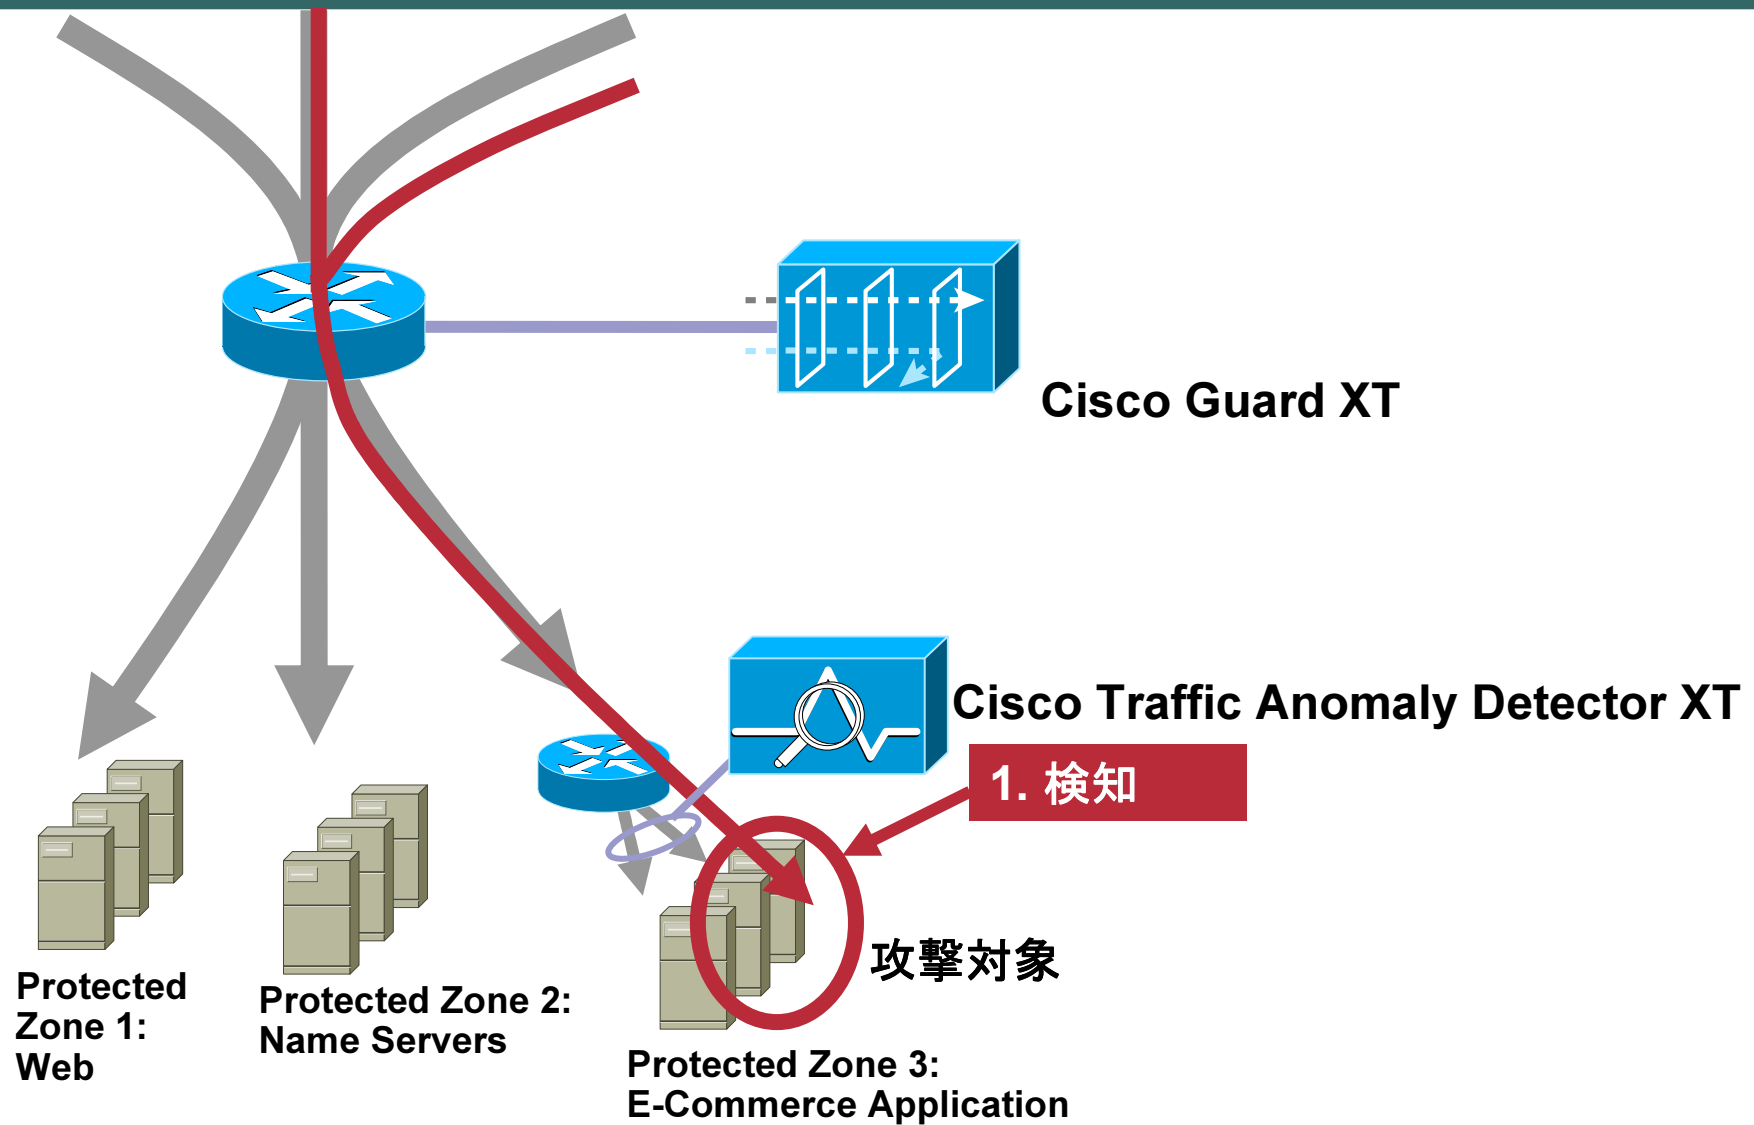 Cisco Guard XT
Cisco Traffic Anomaly Detector XT
1. 検知
攻撃対象
Protected
Zone 1:
Web
Protected Zone 2:
Name Servers
Protected Zone 3:
E-Commerce Application